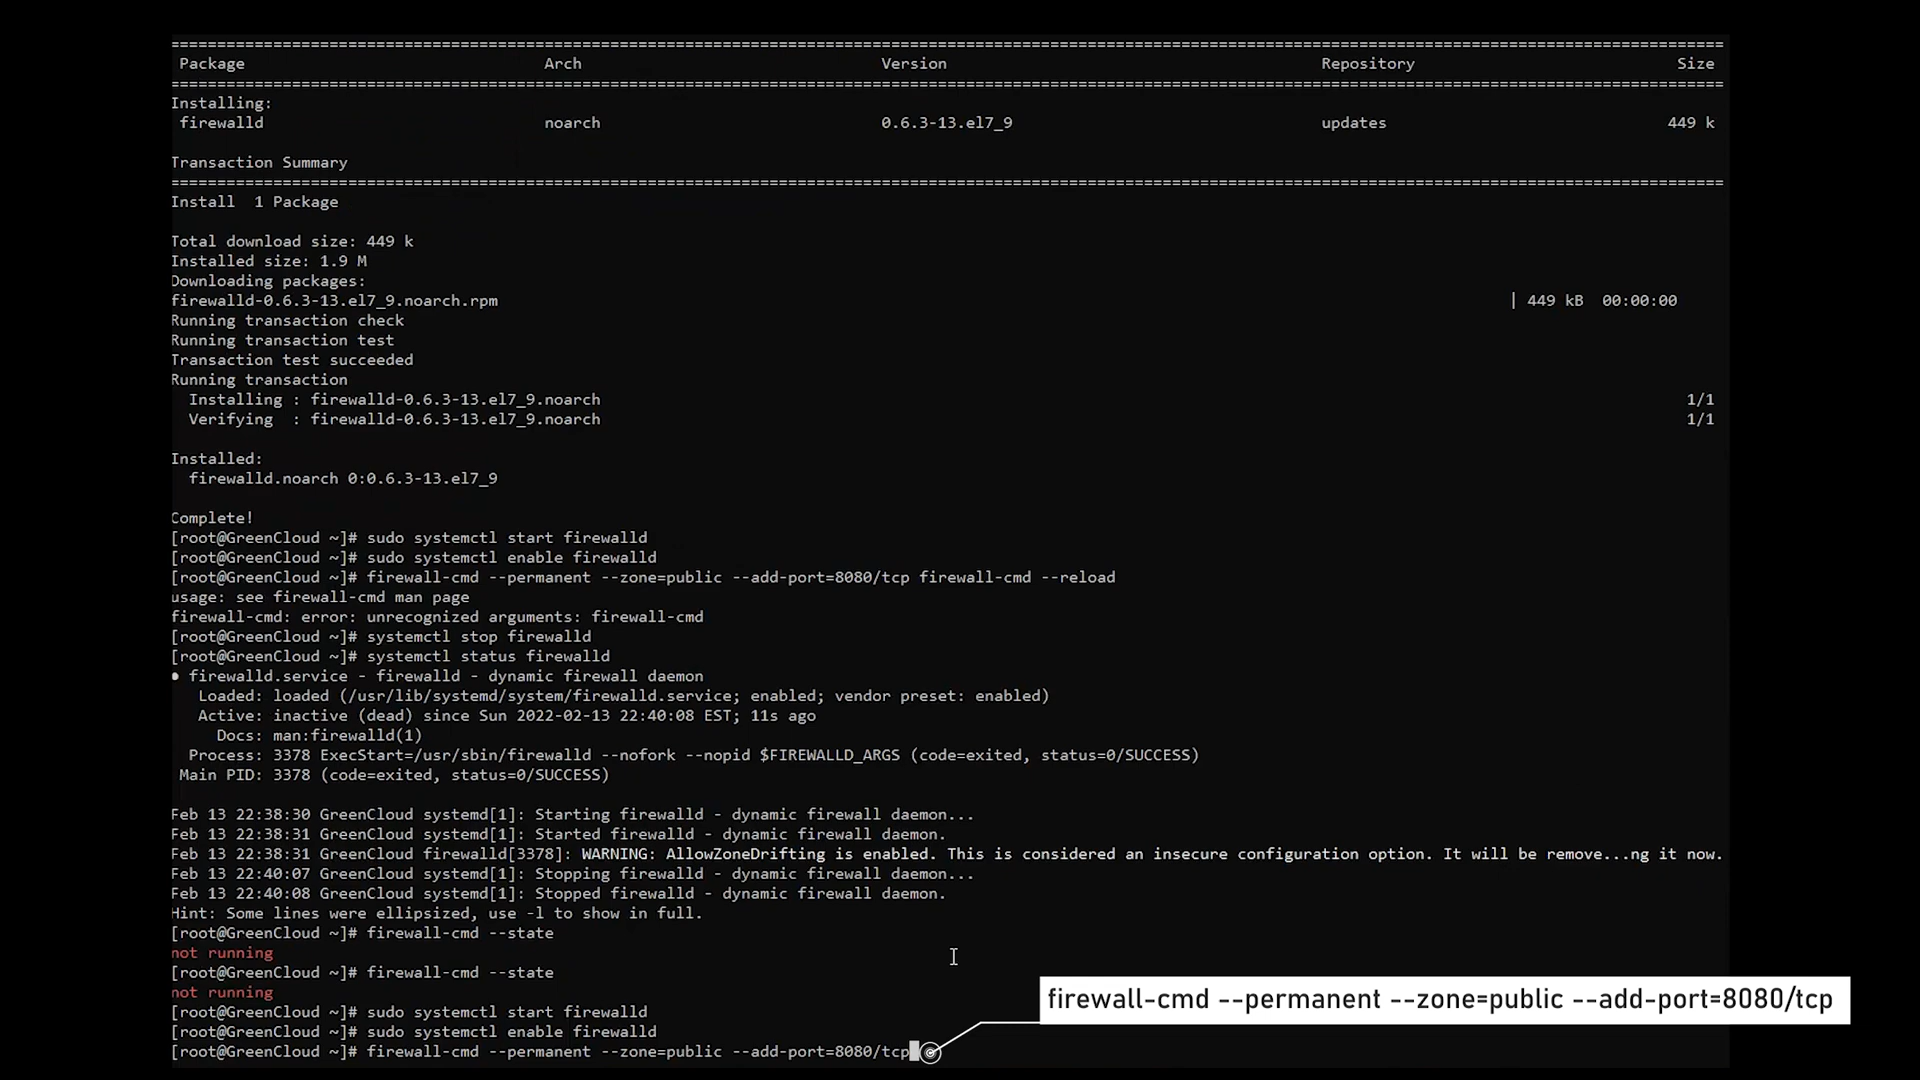 ================================================================================
Package Arch Version Repository Size
================================================================================
Installing:
firewalld noarch 0.6.3-13.el7_9 updates 449 k
Transaction Summary
================================================================================
Install  1 Package
Total download size: 449 k
Installed size: 1.9 M
Downloading packages:
firewalld-0.6.3-13.el7_9.noarch.rpm | 449 kB  00:00:00
Running transaction check
Running transaction test
Transaction test succeeded
Running transaction
Installing : firewalld-0.6.3-13.el7_9.noarch 1/1
Verifying  : firewalld-0.6.3-13.el7_9.noarch 1/1
Installed:
firewalld.noarch 0:0.6.3-13.el7_9
Complete!
[root@GreenCloud ~]# sudo systemctl start firewalld
[root@GreenCloud ~]# sudo systemctl enable firewalld
[root@GreenCloud ~]# firewall-cmd --permanent --zone=public --add-port=8080/tcp firewall-cmd --reload
usage: see firewall-cmd man page
firewall-cmd: error: unrecognized arguments: firewall-cmd
[root@GreenCloud ~]# systemctl stop firewalld
[root@GreenCloud ~]# systemctl status firewalld
● firewalld.service - firewalld - dynamic firewall daemon
Loaded: loaded (/usr/lib/systemd/system/firewalld.service; enabled; vendor preset: enabled)
Active: inactive (dead) since Sun 2022-02-13 22:40:08 EST; 11s ago
Docs: man:firewalld(1)
Process: 3378 ExecStart=/usr/sbin/firewalld --nofork --nopid $FIREWALLD_ARGS (code=exited, status=0/SUCCESS)
Main PID: 3378 (code=exited, status=0/SUCCESS)
Feb 13 22:38:30 GreenCloud systemd[1]: Starting firewalld - dynamic firewall daemon...
Feb 13 22:38:31 GreenCloud systemd[1]: Started firewalld - dynamic firewall daemon.
Feb 13 22:38:31 GreenCloud firewalld[3378]: WARNING: AllowZoneDrifting is enabled. This is considered an insecure configuration option. It will be remove...ng it now.
Feb 13 22:40:07 GreenCloud systemd[1]: Stopping firewalld - dynamic firewall daemon...
Feb 13 22:40:08 GreenCloud systemd[1]: Stopped firewalld - dynamic firewall daemon.
Hint: Some lines were ellipsized, use -l to show in full.
[root@GreenCloud ~]# firewall-cmd --state
not running
[root@GreenCloud ~]# firewall-cmd --state
not running
[root@GreenCloud ~]# sudo systemctl start firewalld
[root@GreenCloud ~]# sudo systemctl enable firewalld
[root@GreenCloud ~]# firewall-cmd --permanent --zone=public --add-port=8080/tcp
firewall-cmd --permanent --zone=public --add-port=8080/tcp